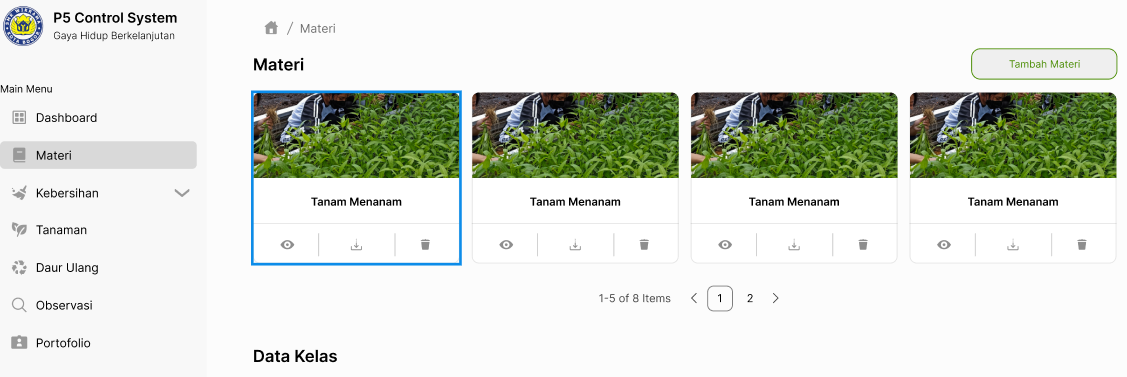 P5 Control System
Gaya Hidup Berkelanjutan
Main Menu
Dashboard
Materi
Kebersihan
Tanaman
Daur Ulang
Observasi
Portofolio
/ Materi
Materi
Tambah Materi
Tanam Menanam
Tanam Menanam
Tanam Menanam
Tanam Menanam
1-5 of 8 Items
1
2
Data Kelas